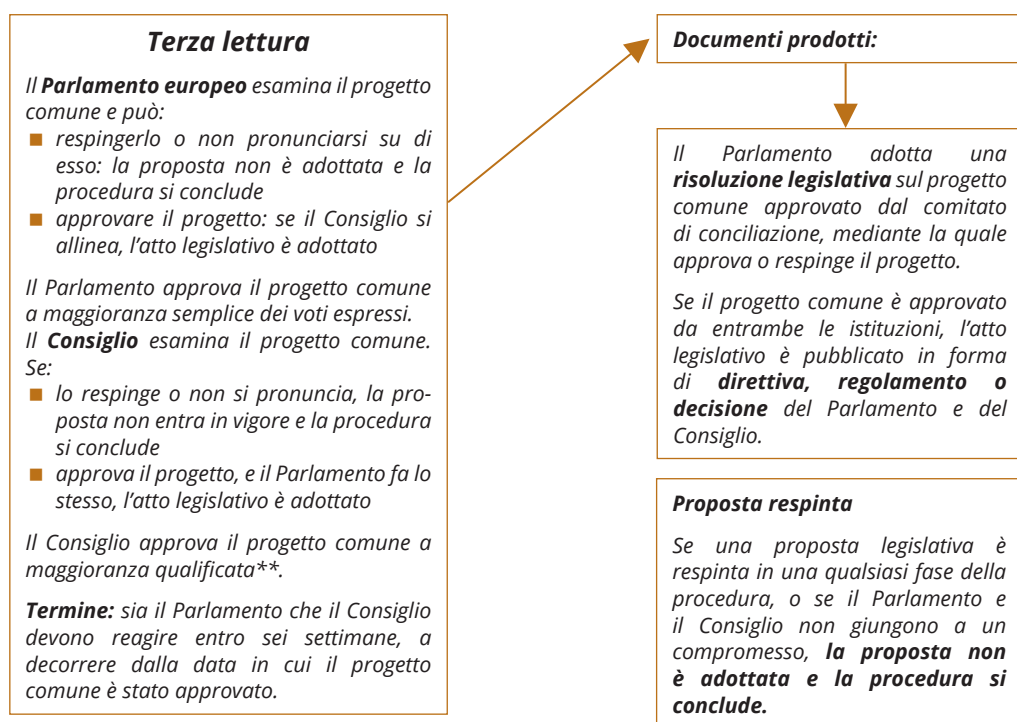 Terza lettura
Il Parlamento europeo esamina il progetto
comune e può:
■ respingerlo o non pronunciarsi su di
esso: la proposta non è adottata e la
procedura si conclude
■ approvare il progetto: se il Consiglio si
allinea, l’atto legislativo è adottato
Il Parlamento approva il progetto comune
a maggioranza semplice dei voti espressi.
Il Consiglio esamina il progetto comune.
Se:
■ lo respinge o non si pronuncia, la pro-
posta non entra in vigore e la procedura
si conclude
■ approva il progetto, e il Parlamento fa lo
stesso, l’atto legislativo è adottato
Il Consiglio approva il progetto comune a
maggioranza qualificata**.
Termine: sia il Parlamento che il Consiglio
devono reagire entro sei settimane, a
decorrere dalla data in cui il progetto
comune è stato approvato.
Documenti prodotti:
Il Parlamento adotta una
risoluzione legislativa sul progetto
comune approvato dal comitato
di conciliazione, mediante la quale
approva o respinge il progetto.
Se il progetto comune è approvato
da entrambe le istituzioni, l’atto
legislativo è pubblicato in forma
di direttiva, regolamento o
decisione del Parlamento e del
Consiglio.
Proposta respinta
Se una proposta legislativa è
respinta in una qualsiasi fase della
procedura, o se il Parlamento e
il Consiglio non giungono a un
compromesso, la proposta non
è adottata e la procedura si
conclude.